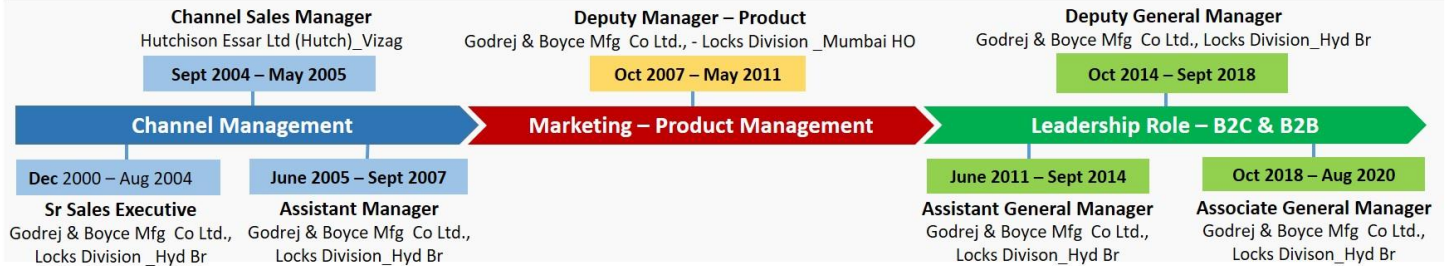 Channel Sales Manager
Hutchison Essar Ltd (Hutch)_Vizag
Sept 2004 – May 2005
Deputy Manager – Product
Godrej & Boyce Mfg Co Ltd., - Locks Division _Mumbai HO
Oct 2007 – May 2011
Deputy General Manager
Godrej & Boyce Mfg Co Ltd., Locks Division_Hyd Br
Oct 2014 – Sept 2018
Channel Management
Marketing – Product Management
Leadership Role – B2C & B2B
Dec 2000 – Aug 2004
Sr Sales Executive
Godrej & Boyce Mfg Co Ltd.,
Locks Division _Hyd Br
June 2005 – Sept 2007
Assistant Manager
Godrej & Boyce Mfg Co Ltd.,
Locks Division_Hyd Br
June 2011 – Sept 2014
Assistant General Manager
Godrej & Boyce Mfg Co Ltd.,
Locks Divison_Hyd Br
Oct 2018 – Aug 2020
Associate General Manager
Godrej & Boyce Mfg Co Ltd.,
Locks Divison_Hyd Br